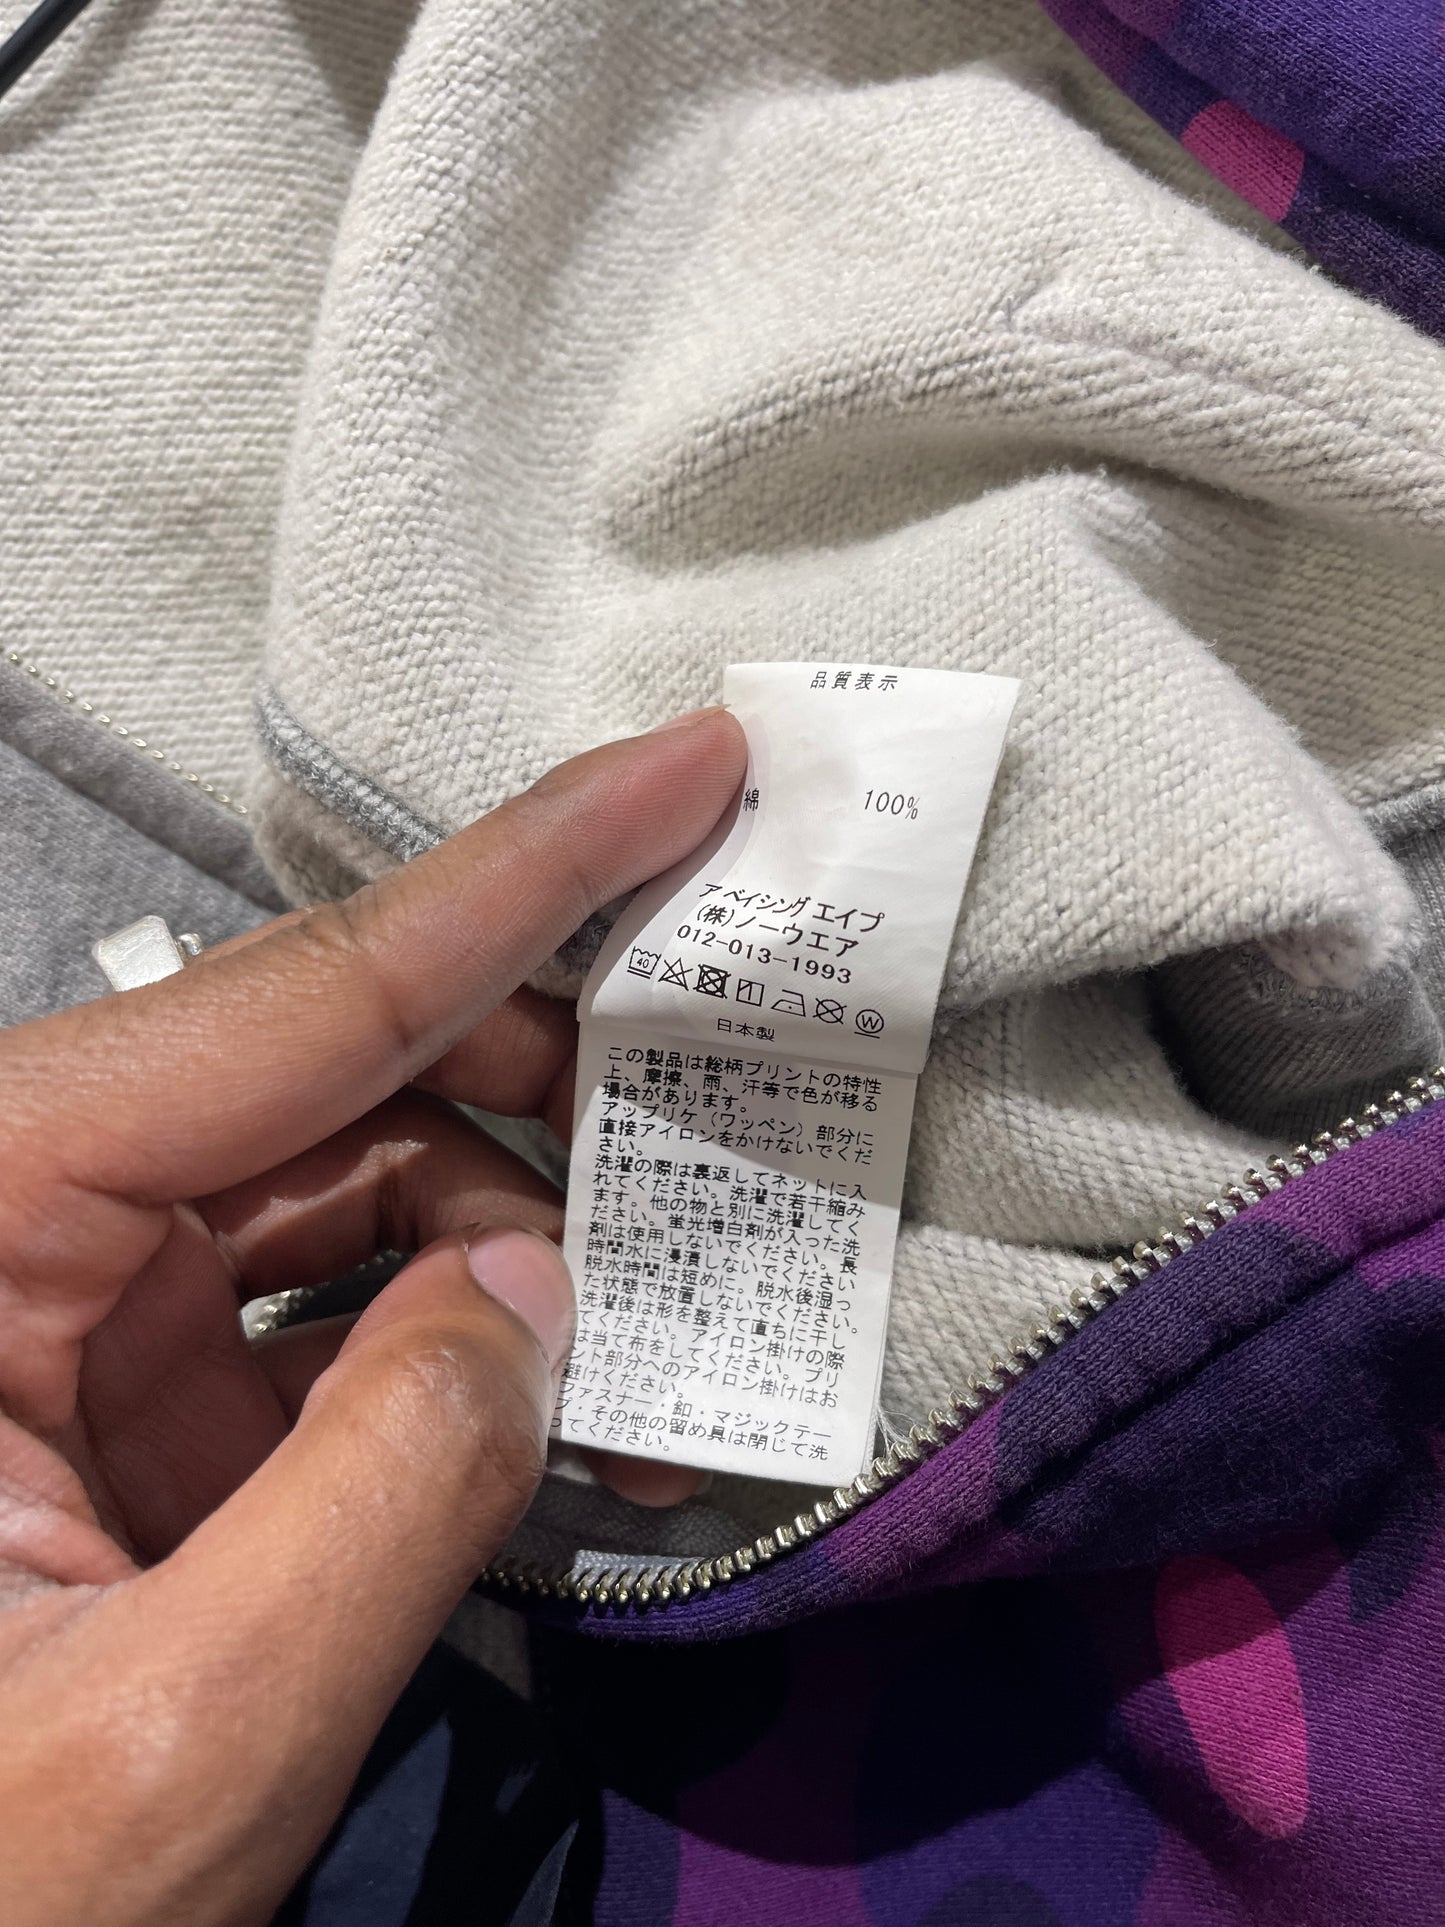 品質表示
綿 100%
ア ベイシング エイプ
(株)ノーウエア
012-013-1993
40
W
日本製
この製品は総柄プリントの特性
上、摩擦、雨、汗等で色が移る
場合があります。
アップリケ（ワッペン）部分に
直接アイロンをかけないでくだ
さい。
洗濯の際は裏返してネットに入
れてください。洗濯で若干縮み
ます。他の物と別に洗濯してく
ださい。蛍光増白剤が入った洗
剤は使用しないでください。長
時間水に浸漬しないでください
脱水時間は短めに。脱水後湿っ
た状態で放置しないでください。
洗濯後は形を整えて直ちに干し
てください。アイロン掛けの際
は当て布をしてください。プリ
ント部分へのアイロン掛けはお
避けください。
ファスナー・釦・マジックテー
プ・その他の留め具は閉じて洗
ってください。